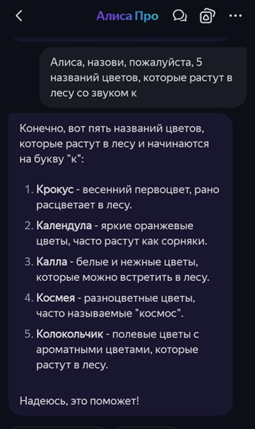 Алиса Про
Алиса, назови, пожалуйста, 5
названий цветов, которые растут в
лесу со звуком к
Конечно, вот пять названий цветов,
которые растут в лесу и начинаются
на букву "к":
1. Крокус - весенний первоцвет, рано
расцветает в лесу.
2. Календула - яркие оранжевые
цветы, часто растут как сорняки.
3. Калла - белые и нежные цветы,
которые можно встретить в лесу.
4. Космея - разноцветные цветы,
часто называемые "космос".
5. Колокольчик - полевые цветы с
ароматными цветами, которые
растут в лесу.
Надеюсь, это поможет!